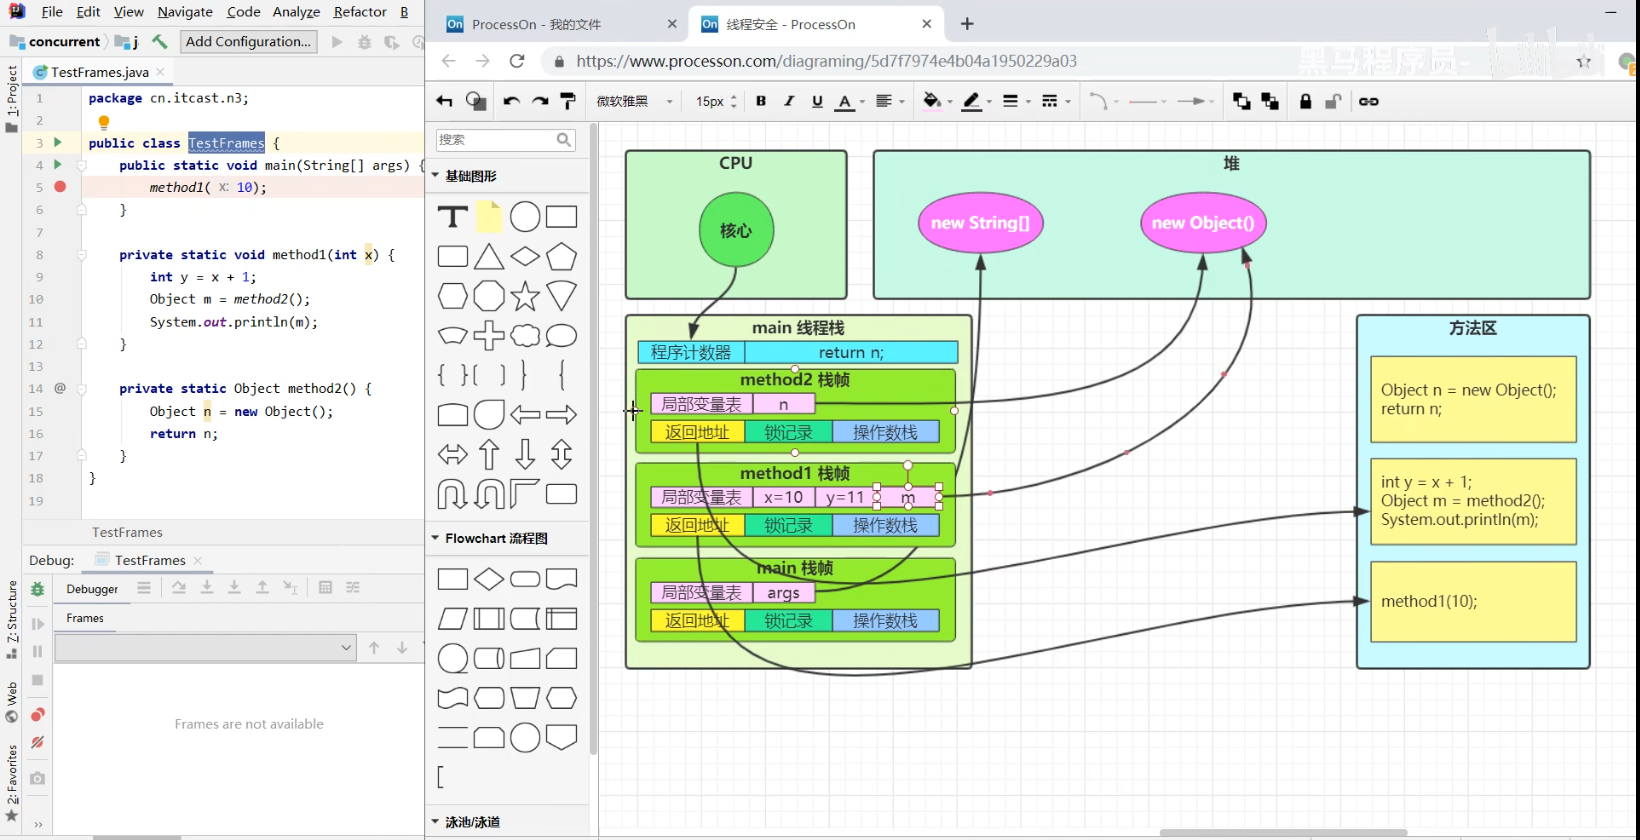 File Edit View Navigate Code Analyze Refactor B
concurrent j Add Configuration...
TestFrames.java
1: Project
1 package cn.itcast.n3;
2
3 public class TestFrames {
4 public static void main(String[] args) {
5 method1( x: 10);
6 }
7
8 private static void method1(int x) {
9 int y = x + 1;
10 Object m = method2();
11 System.out.println(m);
12 }
13
14 @ private static Object method2() {
15 Object n = new Object();
16 return n;
17 }
18 }
19
TestFrames
Debug: TestFrames
Debugger
Frames
Frames are not available
Z: Structure
Web
2: Favorites
On ProcessOn - 我的文件
On 线程安全 - ProcessOn
https://www.processon.com/diagraming/5d7f7974e4b04a1950229a03
黑马程序员-
微软雅黑 15px B I U A
搜索
基础图形
T
Flowchart 流程图
泳池/泳道
CPU
核心
堆
new String[]
new Object()
main 线程栈
程序计数器 return n;
method2 栈帧
局部变量表 n
返回地址 锁记录 操作数栈
method1 栈帧
局部变量表 x=10 y=11 m
返回地址 锁记录 操作数栈
main 栈帧
局部变量表 args
返回地址 锁记录 操作数栈
方法区
Object n = new Object();
return n;
int y = x + 1;
Object m = method2();
System.out.println(m);
method1(10);